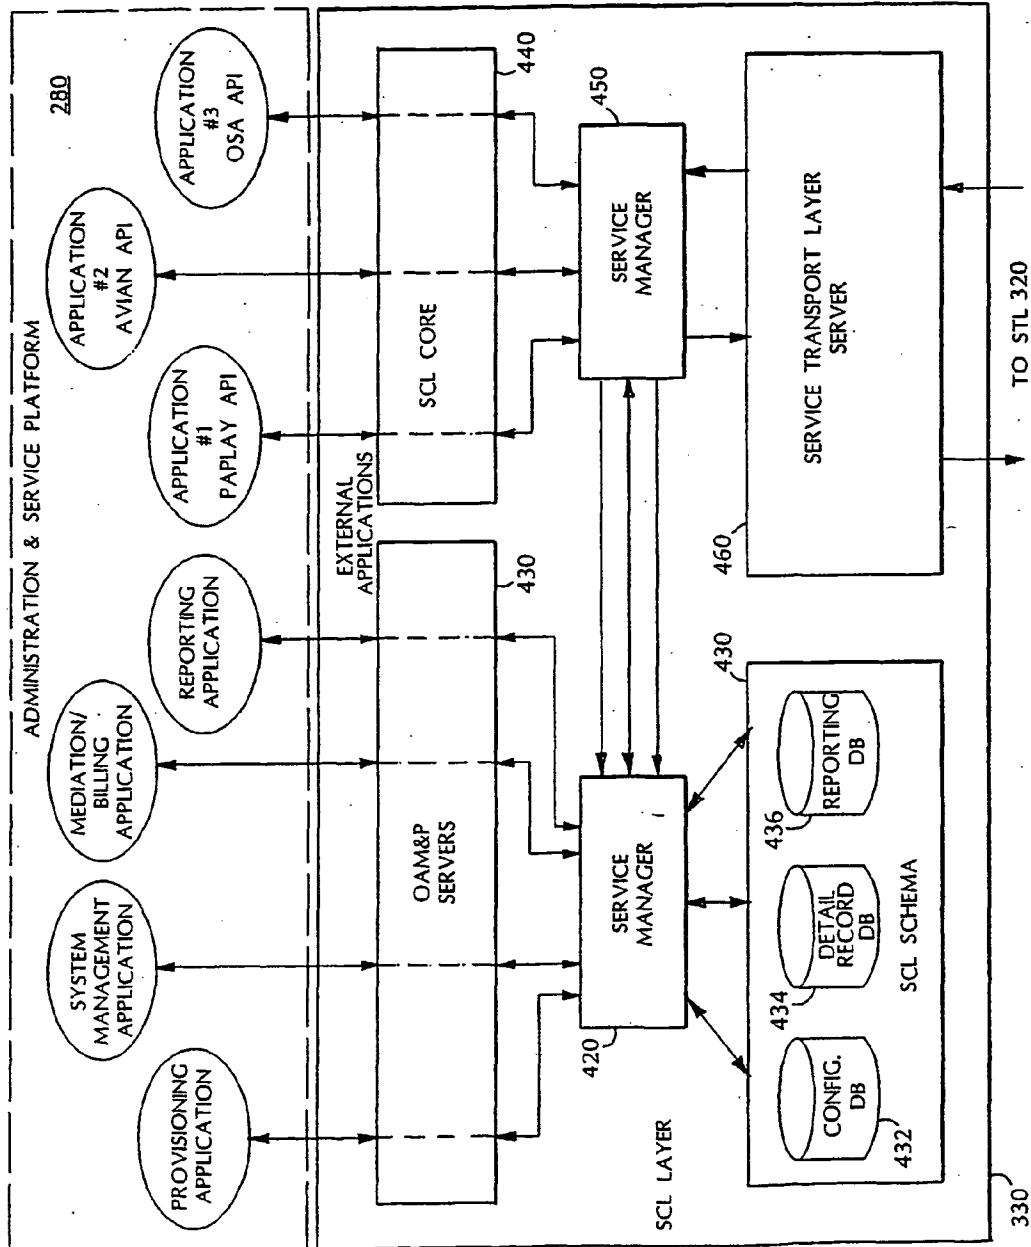 ADMINISTRATION & SERVICE PLATFORM
280
PROVISIONING
APPLICATION
SYSTEM
MANAGEMENT
APPLICATION
MEDIATION/
BILLING
APPLICATION
REPORTING
APPLICATION
APPLICATION
#1
PAPLAY API
APPLICATION
#2
AVIAN API
APPLICATION
#3
OSA API
EXTERNAL
APPLICATIONS
OAM&P
SERVERS
430
SCL CORE
440
SERVICE
MANAGER
420
SERVICE
MANAGER
450
SCL LAYER
CONFIG.
DB
432
DETAIL
RECORD
DB
434
REPORTING
DB
436
SCL SCHEMA
430
SERVICE TRANSPORT LAYER
SERVER
460
330
TO STL 320